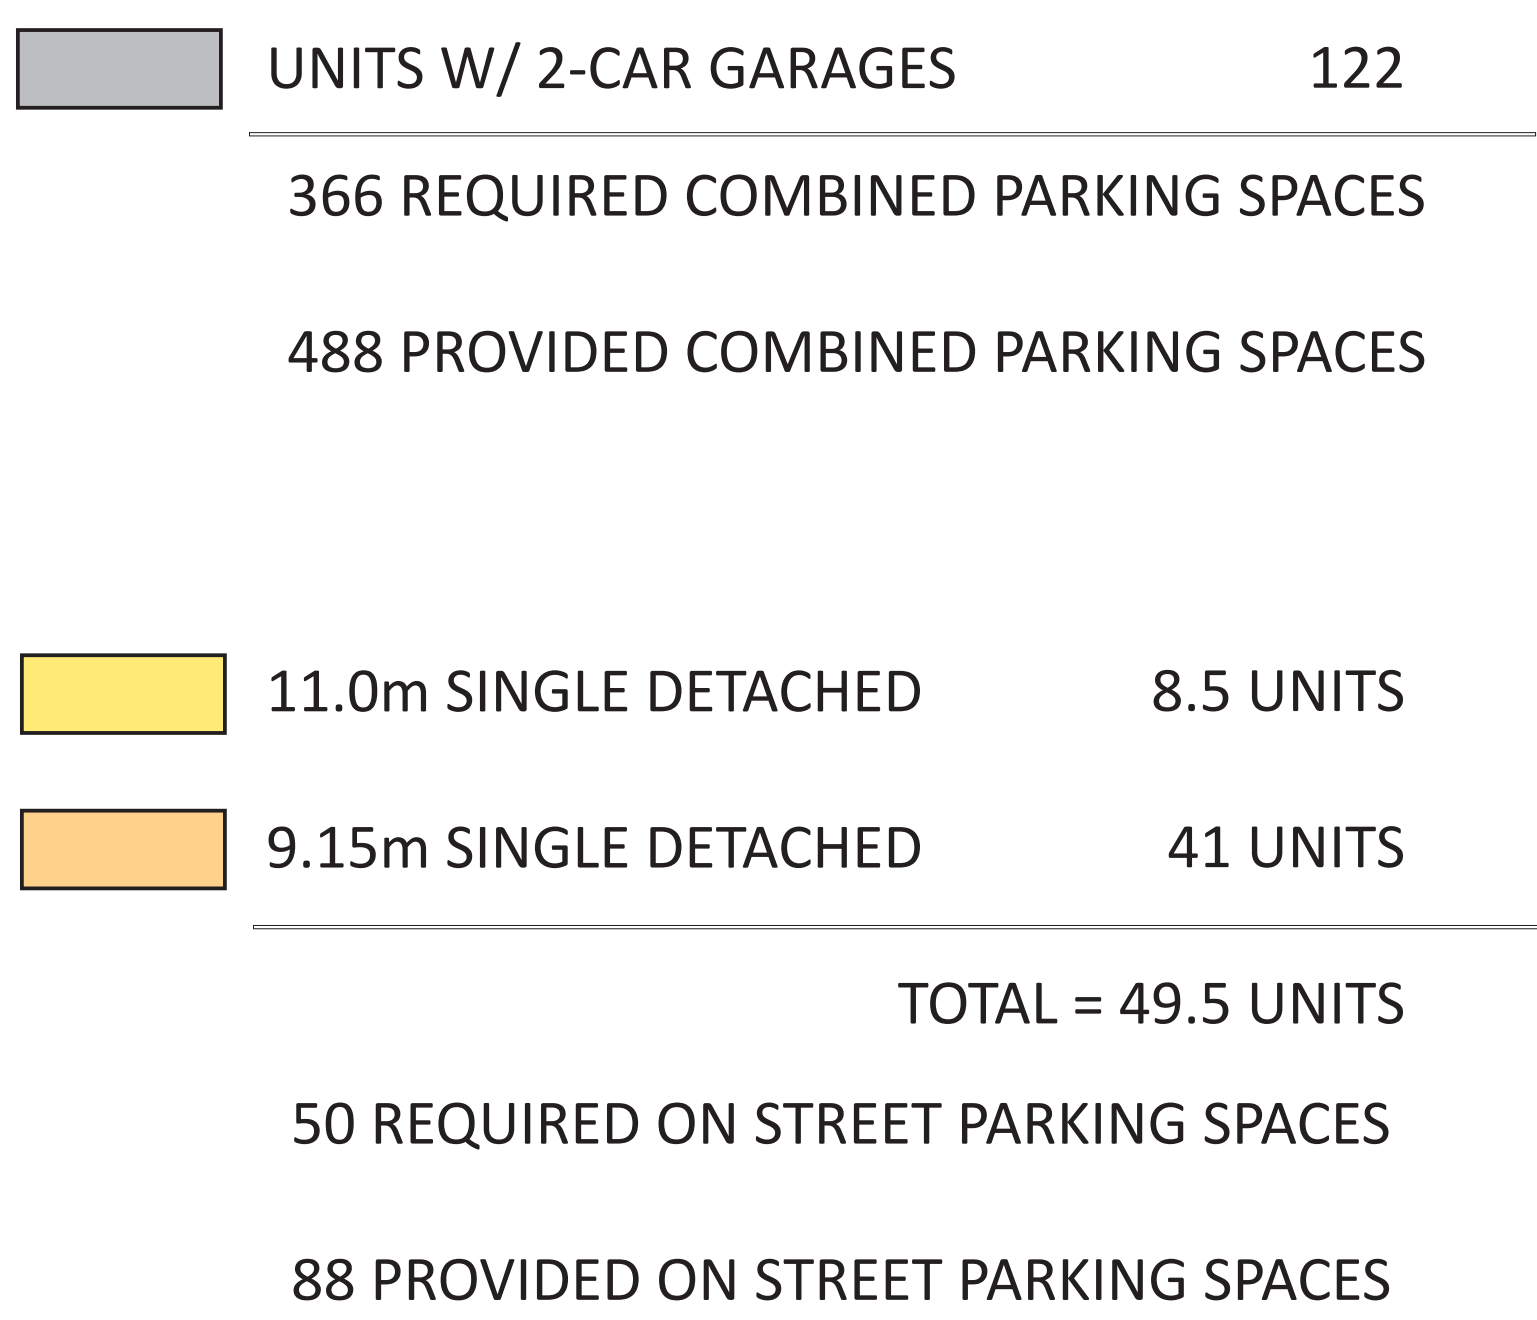 UNITS W/ 2-CAR GARAGES 122
366 REQUIRED COMBINED PARKING SPACES
488 PROVIDED COMBINED PARKING SPACES
11.0m SINGLE DETACHED 8.5 UNITS
9.15m SINGLE DETACHED 41 UNITS
TOTAL = 49.5 UNITS
50 REQUIRED ON STREET PARKING SPACES
88 PROVIDED ON STREET PARKING SPACES